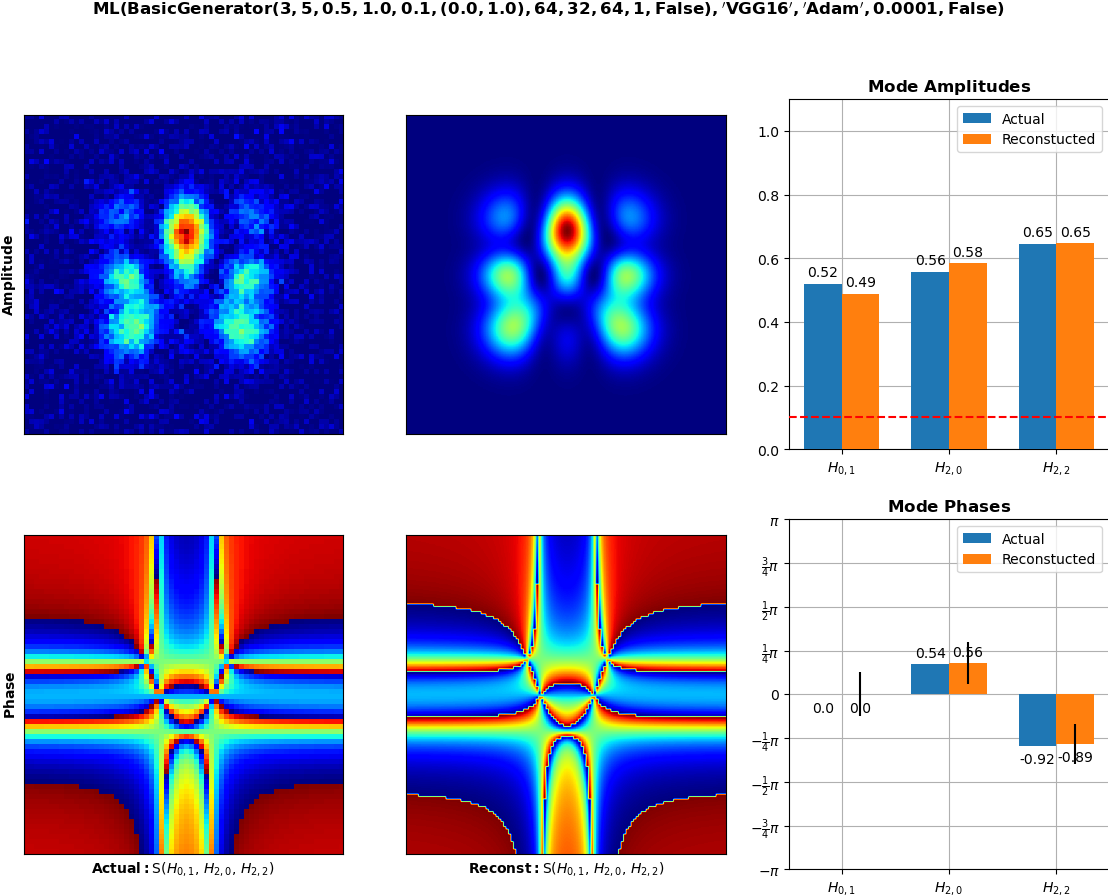 ML(BasicGenerator(3, 5, 0.5, 1.0, 0.1, (0.0, 1.0), 64, 32, 64, 1, False), ′VGG16′, ′Adam′, 0.0001, False)
Amplitude
Mode Amplitudes
Actual
Reconstucted
1.0
0.8
0.6
0.4
0.2
0.0
0.52
0.49
0.56
0.58
0.65
0.65
H0,1
H2,0
H2,2
Phase
Actual: S(H0,1, H2,0, H2,2)
Reconst: S(H0,1, H2,0, H2,2)
Mode Phases
Actual
Reconstucted
π
3/4π
1/2π
1/4π
0
−1/4π
−1/2π
−3/4π
−π
0.0
0.0
0.54
0.56
-0.92
-0.89
H0,1
H2,0
H2,2